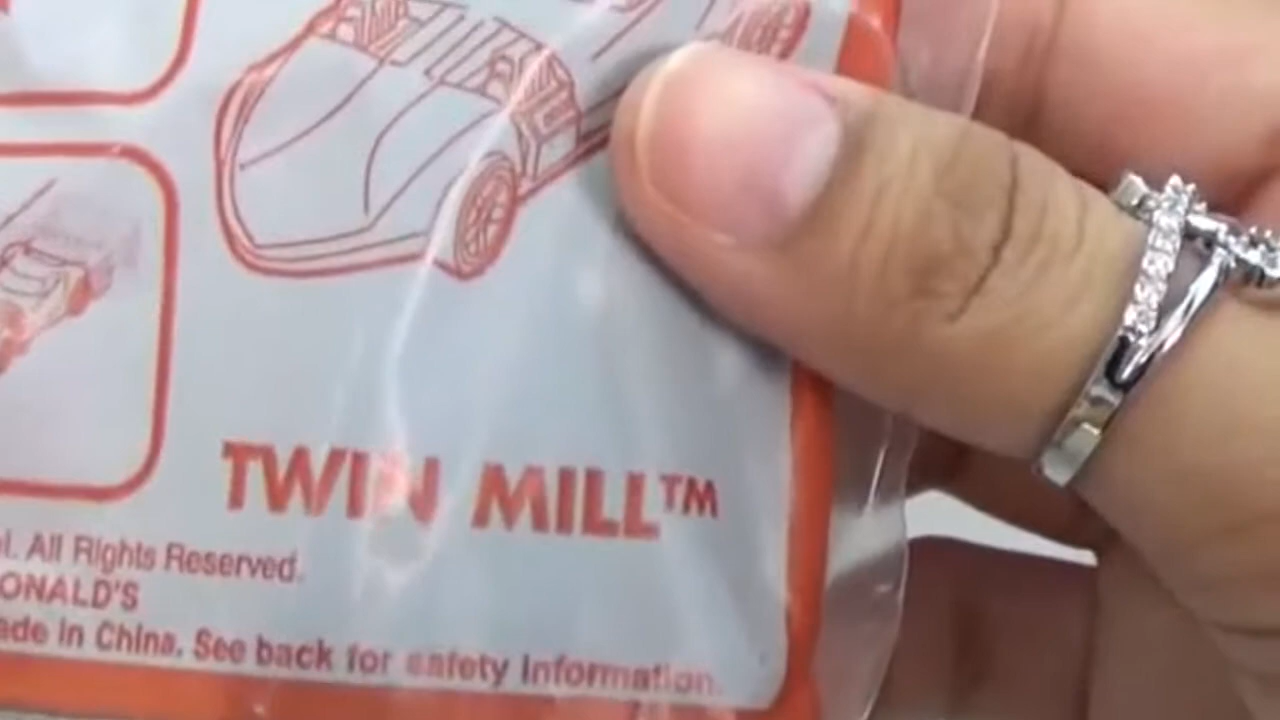 TWIN MILL™
l. All Rights Reserved.
ONALD'S
ade in China. See back for safety information.